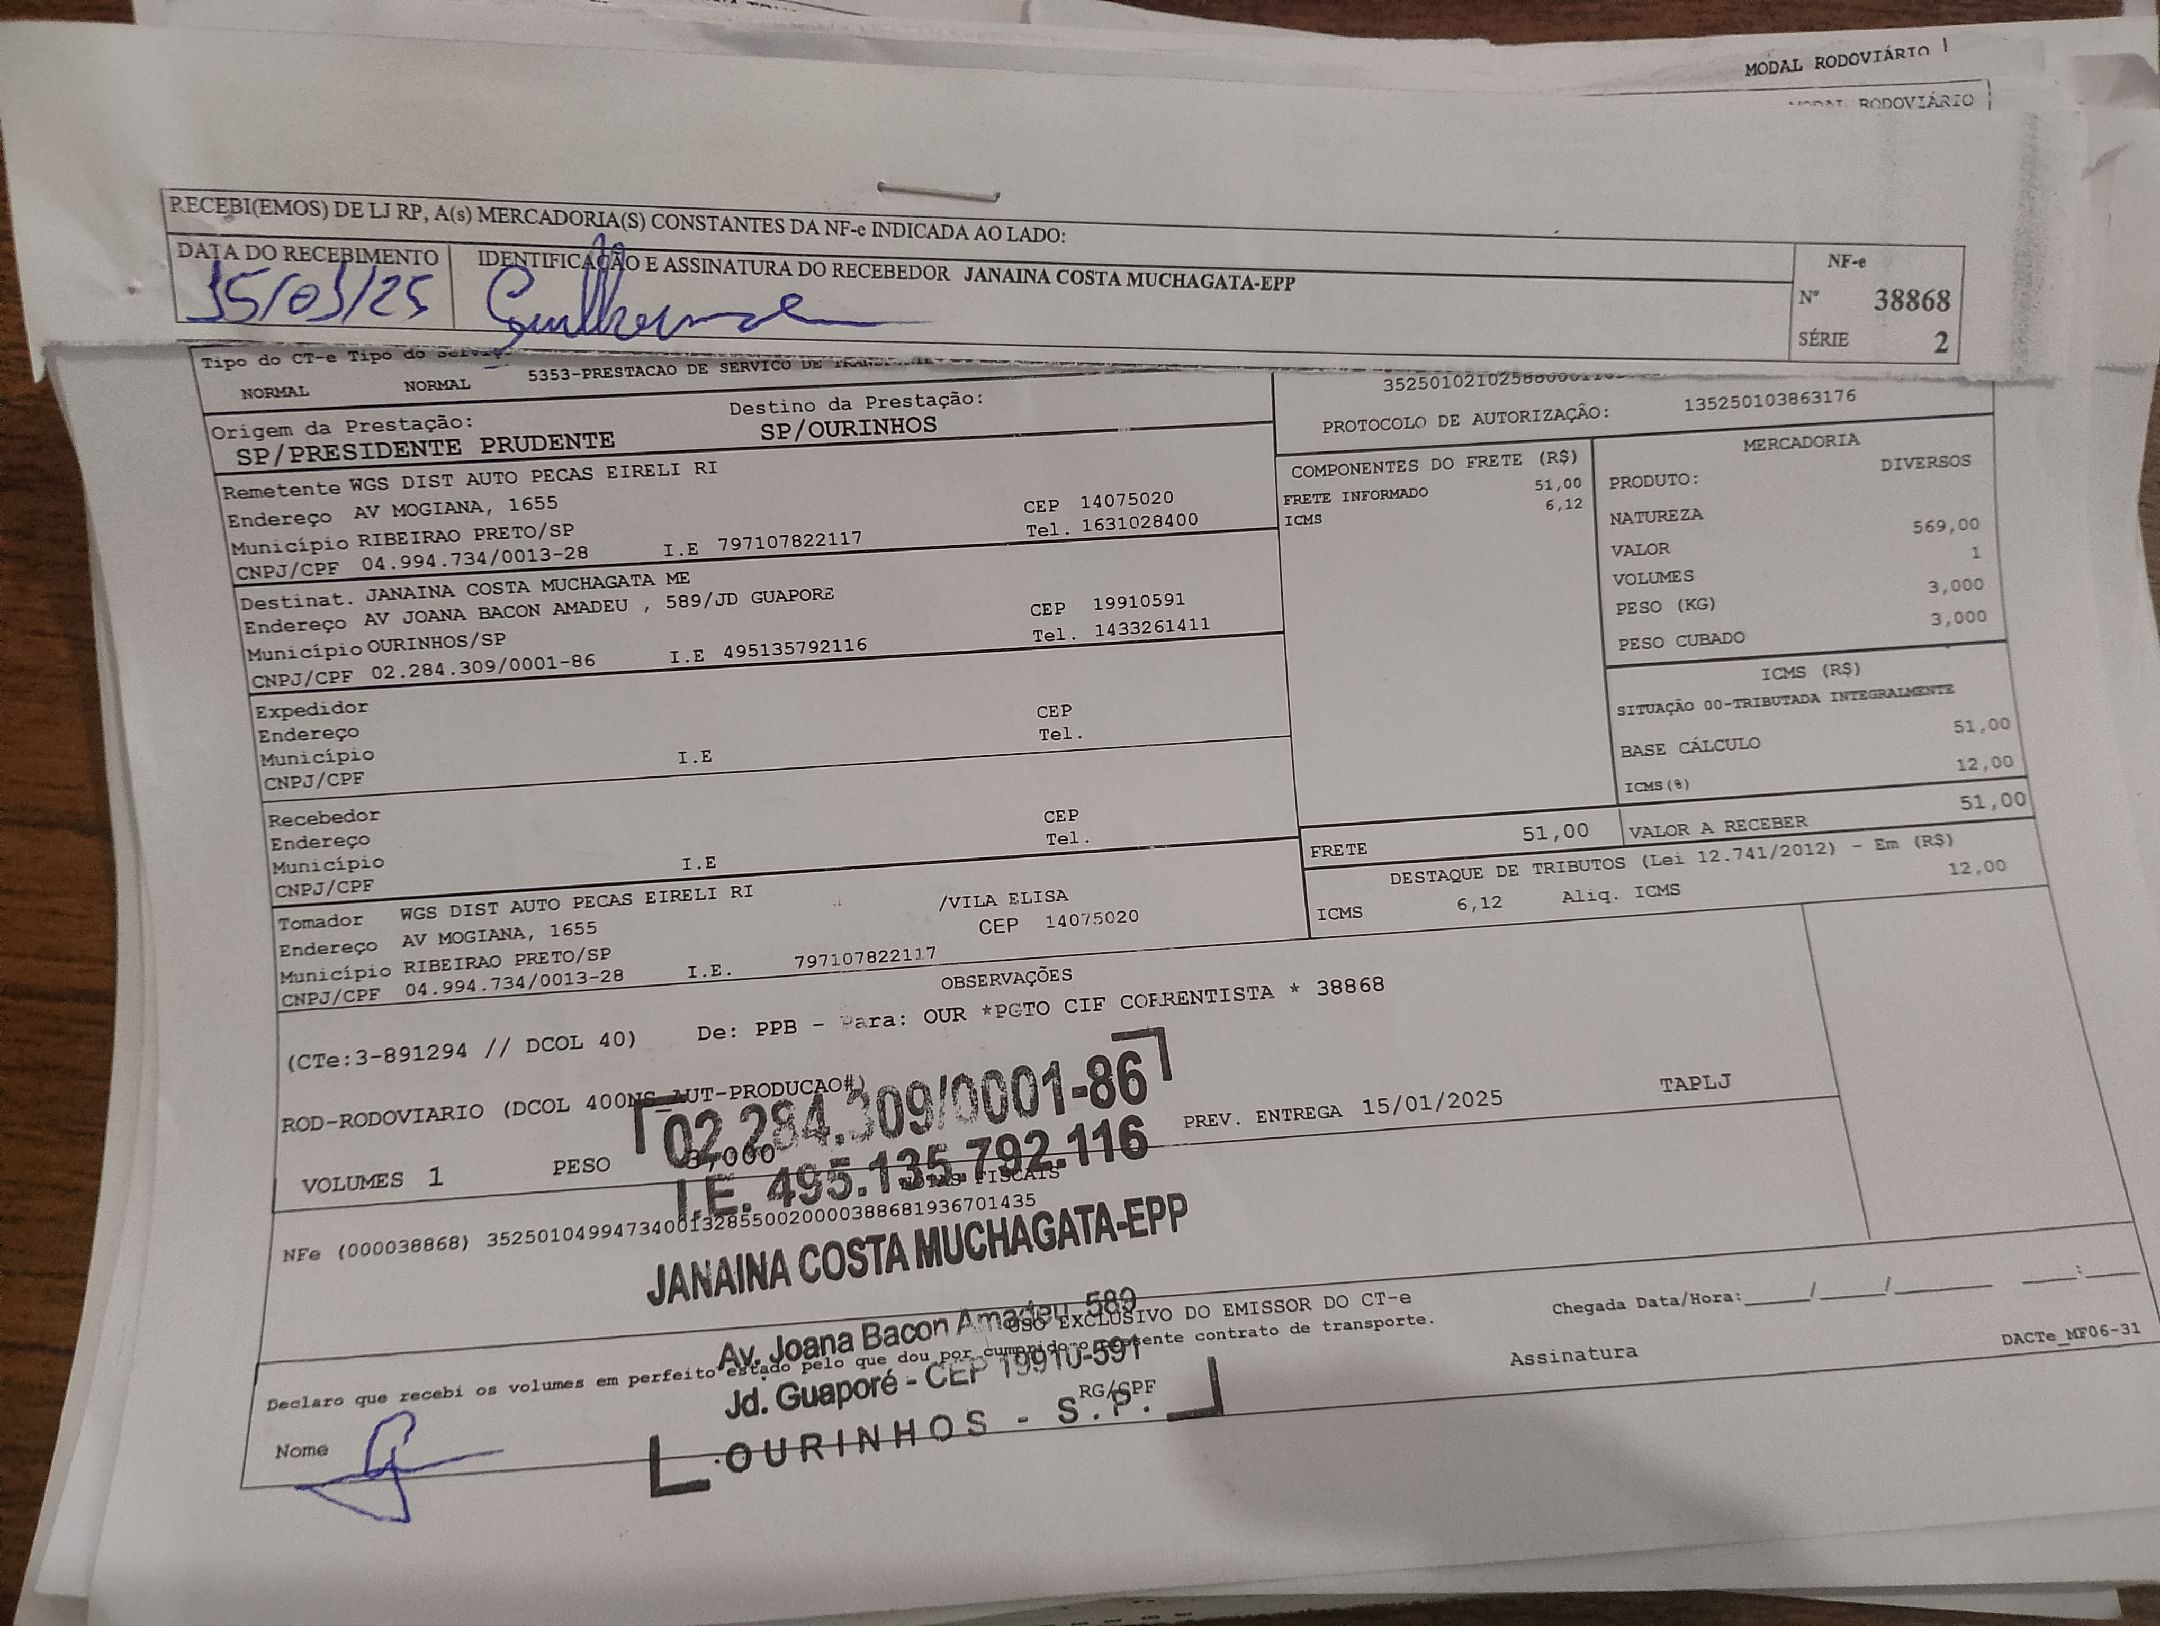 MODAL RODOVIÁRIO
RODOVIÁRIO
RECEBI(EMOS) DE LJ RP, A(s) MERCADORIA(S) CONSTANTES DA NF-e INDICADA AO LADO:
DATA DO RECEBIMENTO
15/01/25
IDENTIFICAÇÃO E ASSINATURA DO RECEBEDOR JANAINA COSTA MUCHAGATA-EPP
Guilherme
NF-e
Nº 38868
SÉRIE 2
Tipo do CT-e Tipo do Serviço
NORMAL NORMAL 5353-PRESTACAO DE SERVICO DE
PROTOCOLO DE AUTORIZAÇÃO: 135250103863176
Origem da Prestação: Destino da Prestação:
SP/PRESIDENTE PRUDENTE SP/OURINHOS
Remetente WGS DIST AUTO PECAS EIRELI RI
Endereço AV MOGIANA, 1655 CEP 14075020
Município RIBEIRAO PRETO/SP Tel. 1631028400
CNPJ/CPF 04.994.734/0013-28 I.E 797107822117
Destinat. JANAINA COSTA MUCHAGATA ME
Endereço AV JOANA BACON AMADEU , 589/JD GUAPORE CEP 19910591
Município OURINHOS/SP Tel. 1433261411
CNPJ/CPF 02.284.309/0001-86 I.E 495135792116
Expedidor
Endereço CEP
Município Tel.
CNPJ/CPF I.E
Recebedor
Endereço CEP
Município Tel.
CNPJ/CPF I.E
Tomador WGS DIST AUTO PECAS EIRELI RI
Endereço AV MOGIANA, 1655 /VILA ELISA
Município RIBEIRAO PRETO/SP CEP 14075020
CNPJ/CPF 04.994.734/0013-28 I.E. 797107822117
COMPONENTES DO FRETE (R$)
FRETE INFORMADO 51,00
ICMS 6,12
MERCADORIA
PRODUTO: DIVERSOS
NATUREZA
VALOR 569,00
VOLUMES 1
PESO (KG) 3,000
PESO CUBADO 3,000
ICMS (R$)
SITUAÇÃO 00-TRIBUTADA INTEGRALMENTE
BASE CÁLCULO 51,00
ICMS(%) 12,00
FRETE 51,00 VALOR A RECEBER 51,00
DESTAQUE DE TRIBUTOS (Lei 12.741/2012) - Em (R$)
ICMS 6,12 Aliq. ICMS 12,00
OBSERVAÇÕES
(CTe:3-891294 // DCOL 40) De: PPB - Para: OUR *PGTO CIF CORRENTISTA * 38868
ROD-RODOVIARIO (DCOL 400NS_AUT-PRODUCAO#)
VOLUMES 1 PESO 3,000 PREV. ENTREGA 15/01/2025 TAPLJ
NOTAS FISCAIS
NFe (000038868) 35250104994734001328550020000388681936701435
02.284.309/0001-86
I.E. 495.135.792.116
JANAINA COSTA MUCHAGATA-EPP
Av. Joana Bacon Amadeu, 589
Jd. Guaporé - CEP 19910-591
OURINHOS - S.P.
USO EXCLUSIVO DO EMISSOR DO CT-e
Declaro que recebi os volumes em perfeito estado pelo que dou por cumprido o presente contrato de transporte.
Chegada Data/Hora:____/____/______ ___:___
Nome RG/CPF Assinatura
DACTe_MF06-31